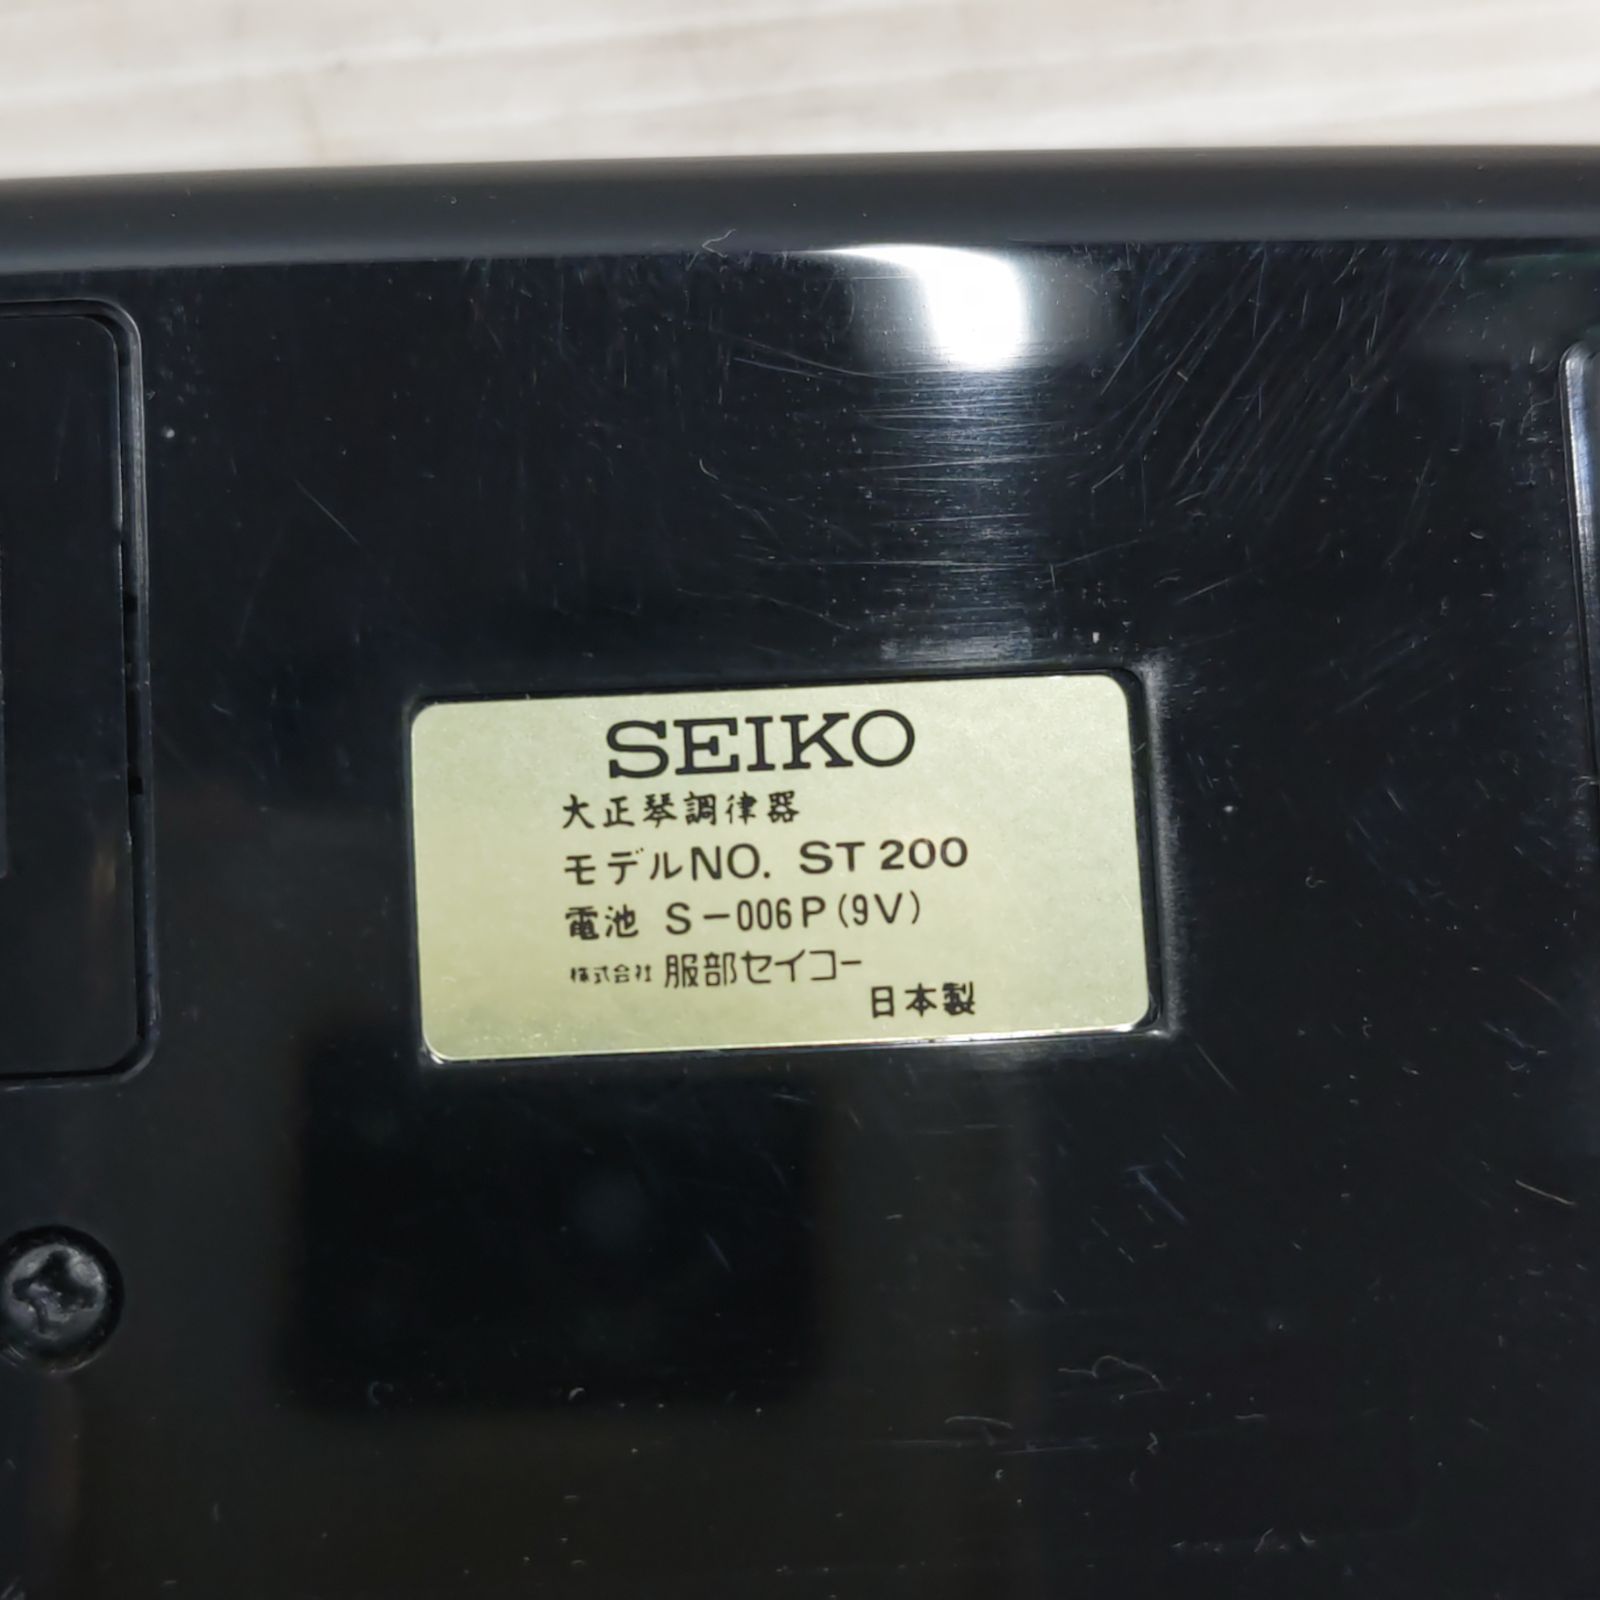 SEIKO
大正琴調律器
モデルNO. ST 200
電池 S-006P(9V)
株式会社 服部セイコー
日本製